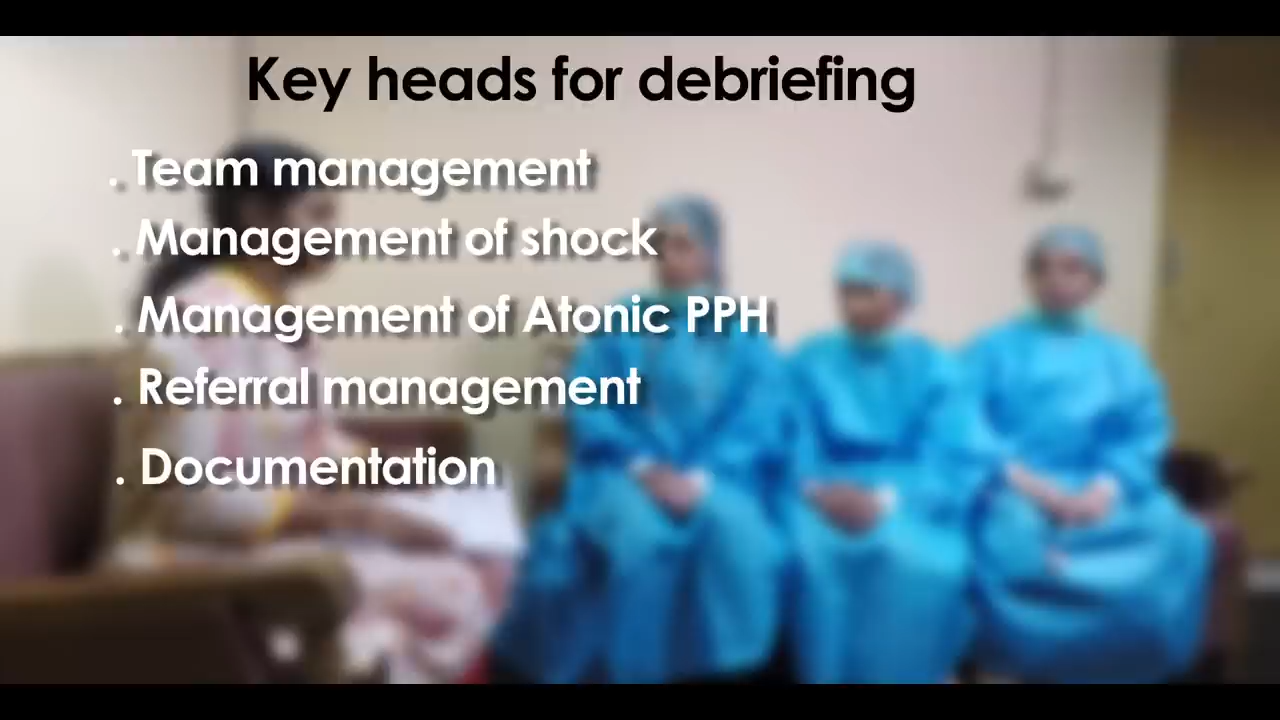 Key heads for debriefing
. Team management
. Management of shock
. Management of Atonic PPH
. Referral management
. Documentation